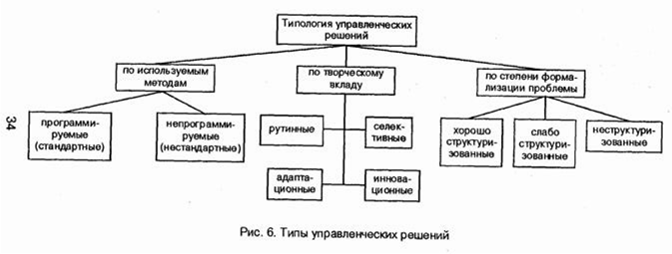 Типология управленческих
решений
по используемым
методам
по творческому
вкладу
по степени форма-
лизации проблемы
программи-
руемые
(стандартные)
непрограмми-
руемые
(нестандартные)
рутинные
селек-
тивные
адапта-
ционные
иннова-
ционные
хорошо
структури-
зованные
слабо
структури-
зованные
неструктури-
зованные
34
Рис. 6. Типы управленческих решений